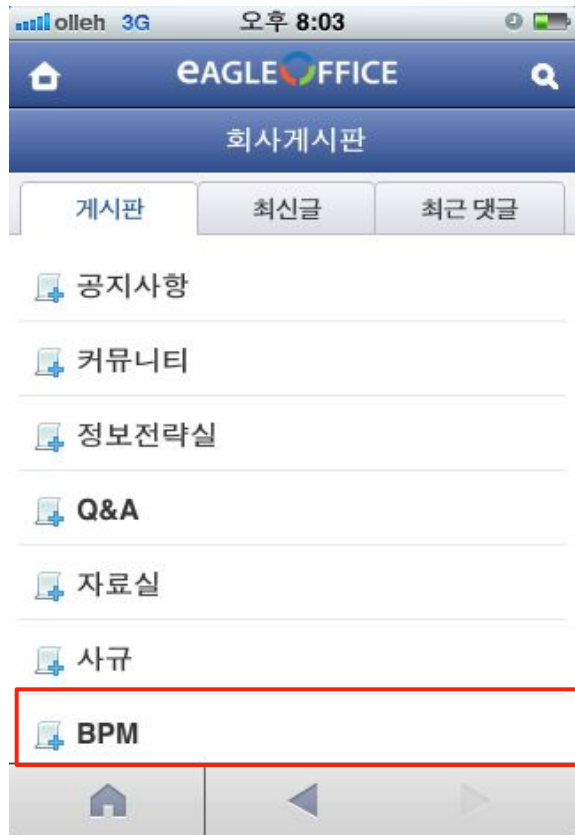 olleh 3G 오후 8:03
eAGLE OFFICE
회사게시판
게시판 최신글 최근 댓글
공지사항
커뮤니티
정보전략실
Q&A
자료실
사규
BPM